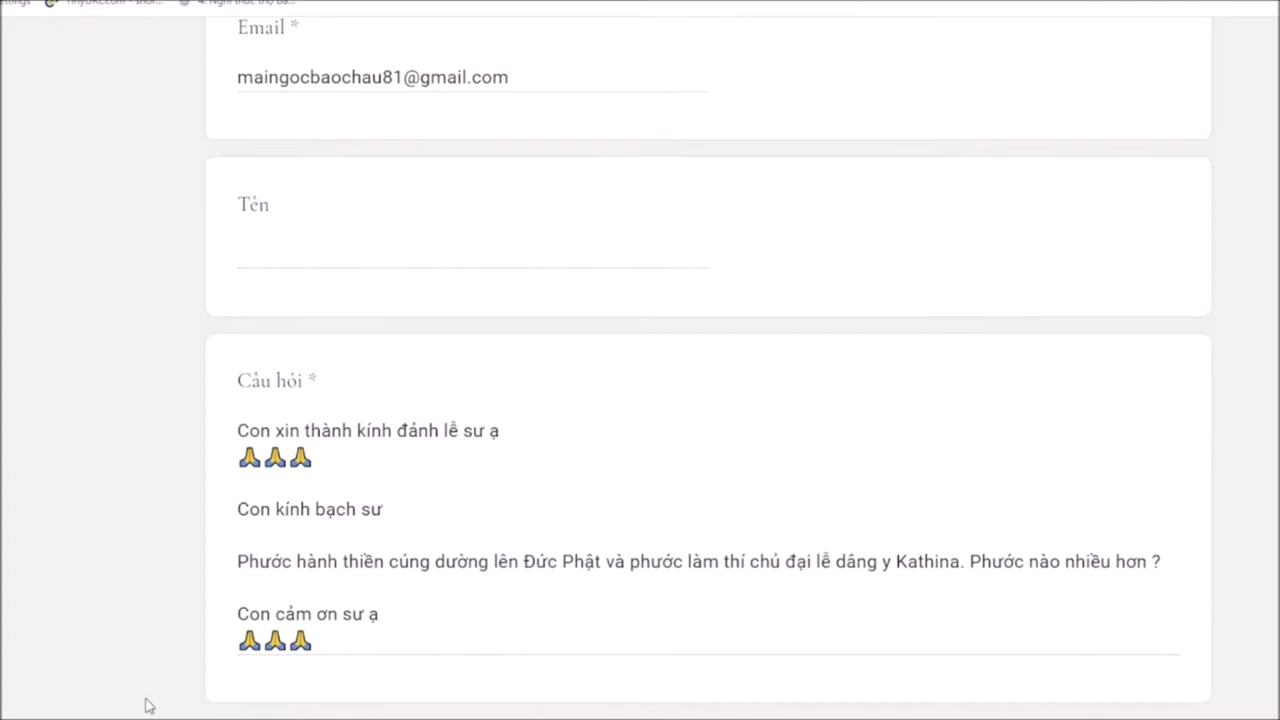 Email *
maingocbaochau81@gmail.com
Tên
Câu hỏi *
Con xin thành kính đảnh lễ sư ạ
🙏🙏🙏
Con kính bạch sư
Phước hành thiền cúng dường lên Đức Phật và phước làm thí chủ đại lễ dâng y Kathina. Phước nào nhiều hơn ?
Con cảm ơn sư ạ
🙏🙏🙏